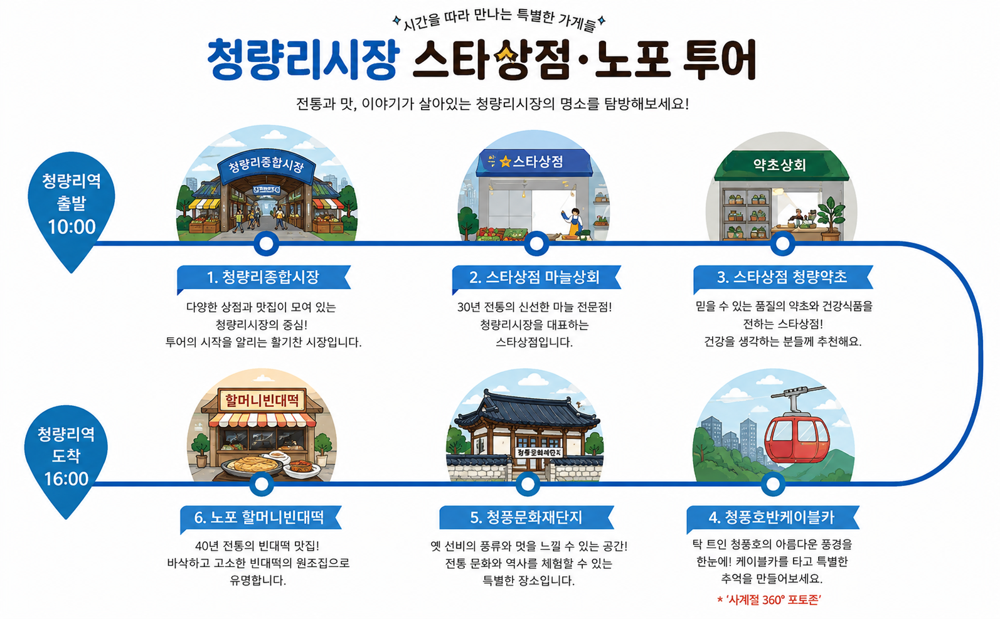 시간을 따라 만나는 특별한 가게들
청량리시장 스타상점·노포 투어
전통과 맛, 이야기가 살아있는 청량리시장의 명소를 탐방해보세요!
청량리역
출발
10:00
청량리종합시장
스타상점
약초상회
1. 청량리종합시장
다양한 상점과 맛집이 모여 있는
청량리시장의 중심!
투어의 시작을 알리는 활기찬 시장입니다.
2. 스타상점 마늘상회
30년 전통의 신선한 마늘 전문점!
청량리시장을 대표하는
스타상점입니다.
3. 스타상점 청량약초
믿을 수 있는 품질의 약초와 건강식품을
전하는 스타상점!
건강을 생각하는 분들께 추천해요.
4. 청풍호반케이블카
탁 트인 청풍호의 아름다운 풍경을
한눈에! 케이블카를 타고 특별한
추억을 만들어보세요.
* '사계절 360° 포토존'
5. 청풍문화재단지
옛 선비의 풍류와 멋을 느낄 수 있는 공간!
전통 문화와 역사를 체험할 수 있는
특별한 장소입니다.
할머니빈대떡
6. 노포 할머니빈대떡
40년 전통의 빈대떡 맛집!
바삭하고 고소한 빈대떡의 원조집으로
유명합니다.
청량리역
도착
16:00